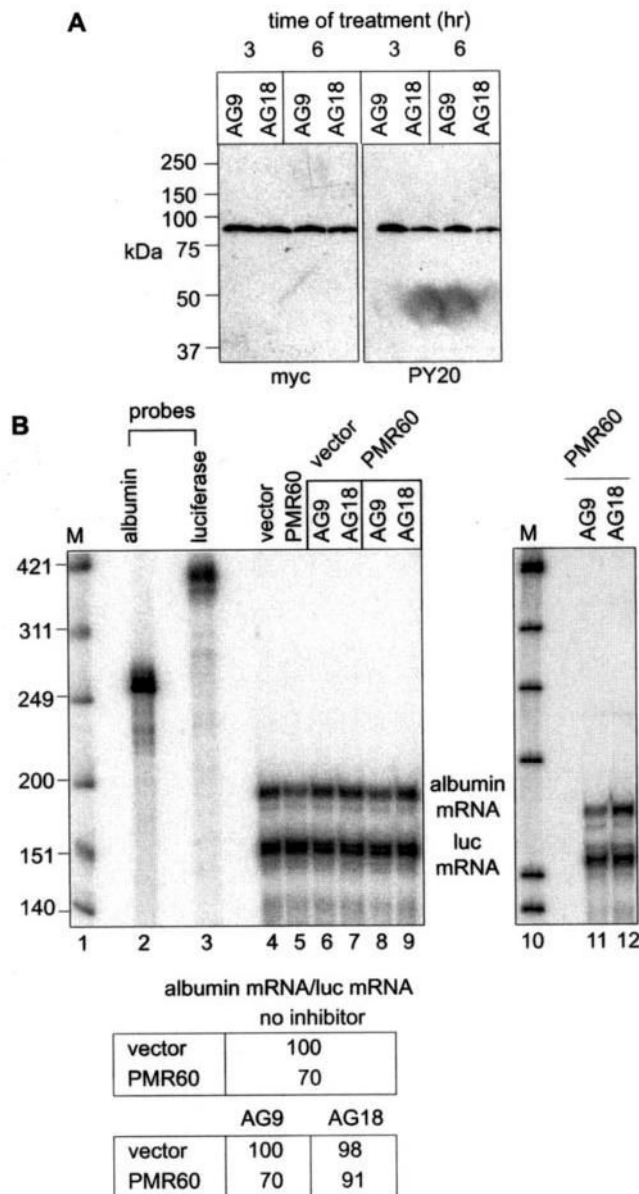 A
time of treatment (hr)
3 6 3 6
AG9 AG18 AG9 AG18 AG9 AG18 AG9 AG18
250
150
100
75
kDa
50
37
myc PY20
B
probes
albumin luciferase
vector PMR60
vector PMR60
AG9 AG18 AG9 AG18
M
421
311
249
200
151
140
albumin
mRNA
luc
mRNA
1 2 3 4 5 6 7 8 9
PMR60
M AG9 AG18
10 11 12
albumin mRNA/luc mRNA
no inhibitor
vector 100
PMR60 70
AG9 AG18
vector 100 98
PMR60 70 91